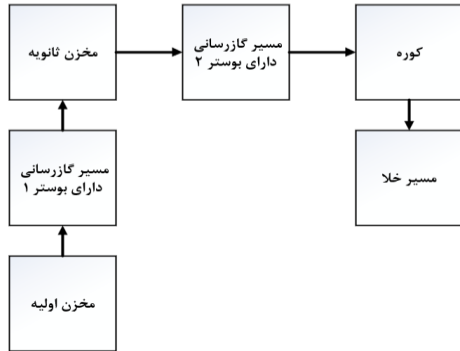 مخزن ثانویه
مسیر گازرسانی
دارای بوستر ۲
کوره
مسیر گازرسانی
دارای بوستر ۱
مسیر خلا
مخزن اولیه